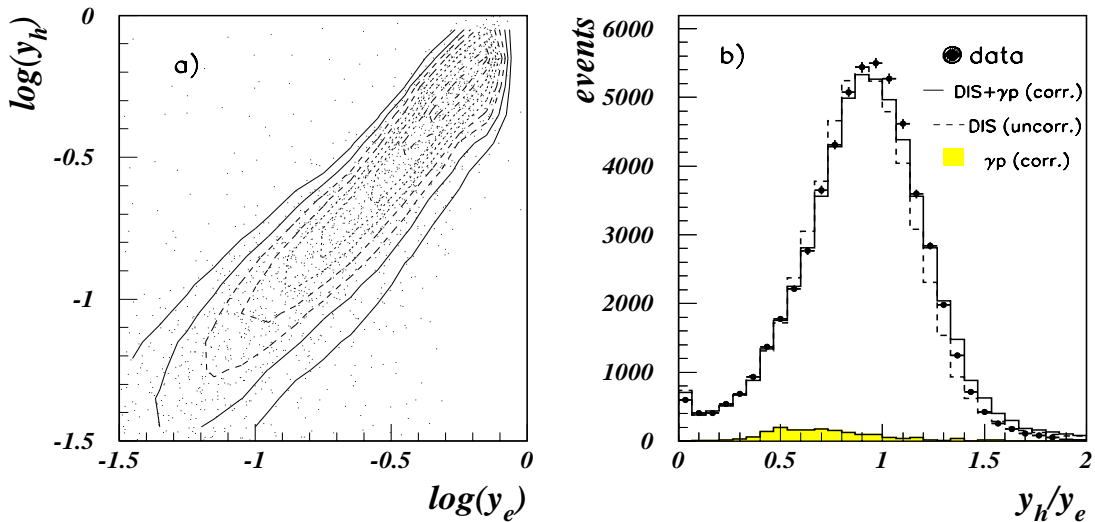 log(y_h)
0
-0.5
-1
-1.5
a)
-1.5
-1
-0.5
0
log(y_e)
events
6000
5000
4000
3000
2000
1000
0
b)
data
DIS+γp (corr.)
DIS (uncorr.)
γp (corr.)
0
0.5
1
1.5
2
y_h/y_e